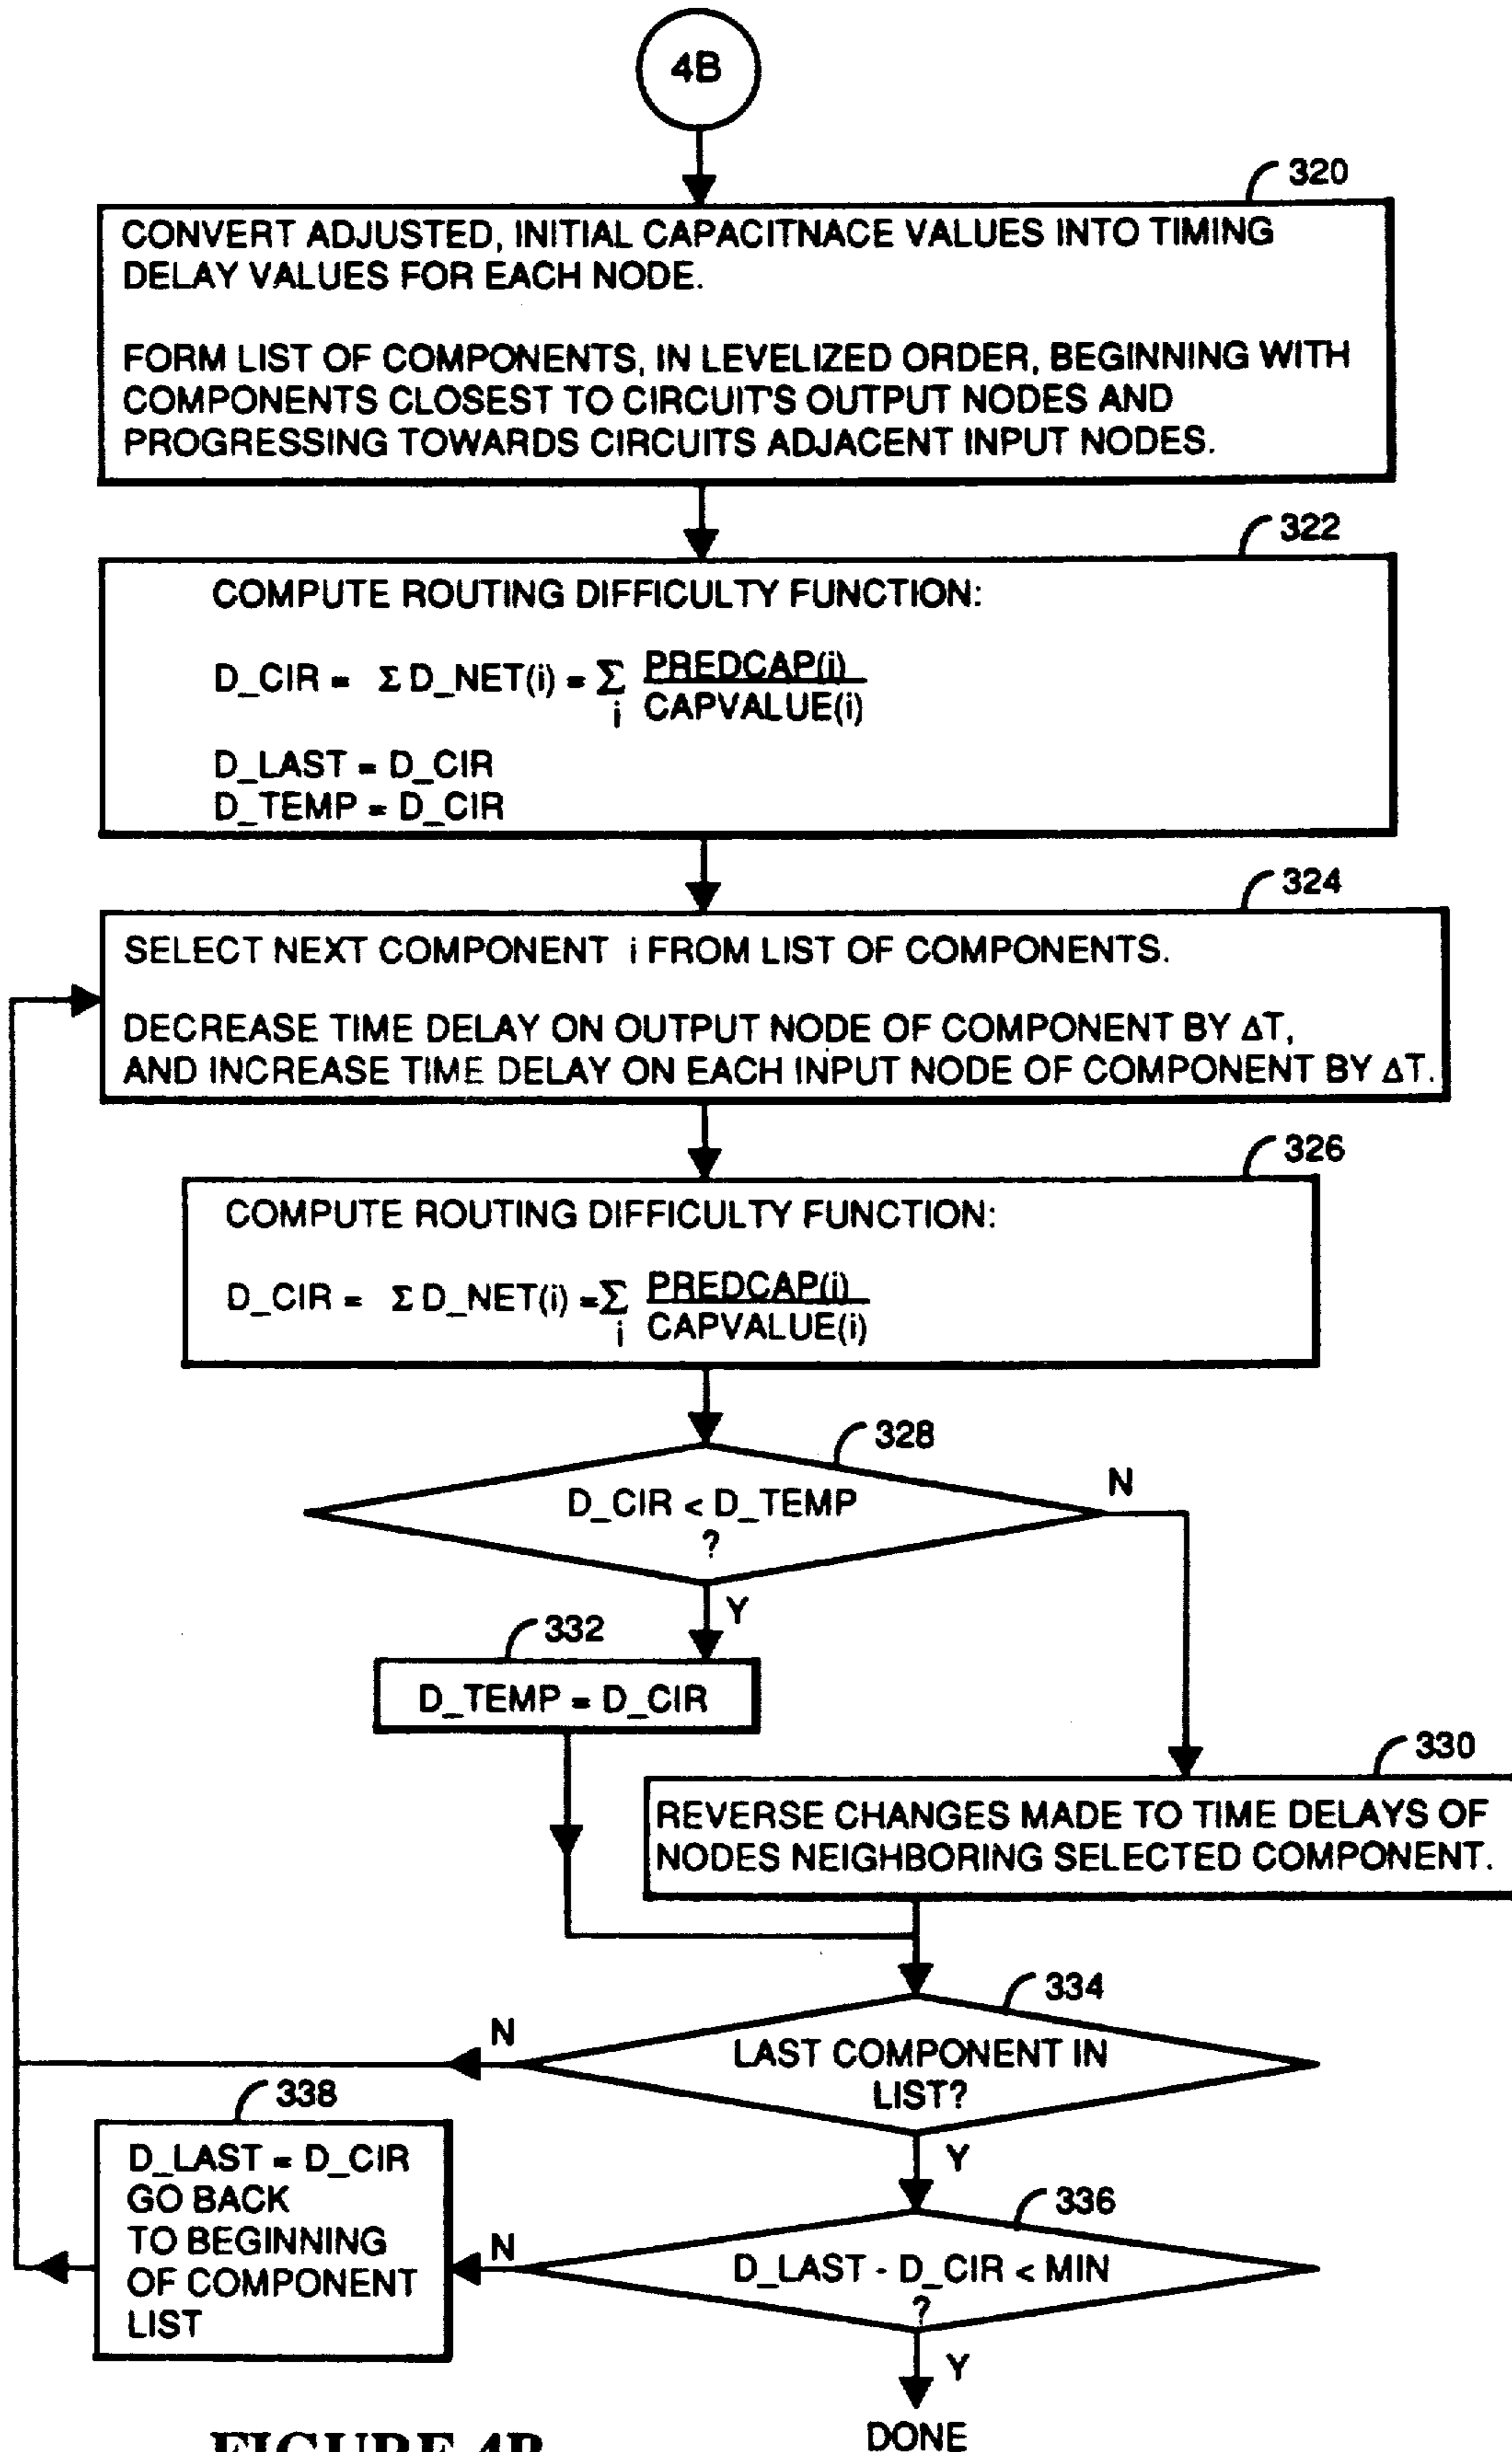 4B
320
CONVERT ADJUSTED, INITIAL CAPACITNACE VALUES INTO TIMING
DELAY VALUES FOR EACH NODE.
FORM LIST OF COMPONENTS, IN LEVELIZED ORDER, BEGINNING WITH
COMPONENTS CLOSEST TO CIRCUIT'S OUTPUT NODES AND
PROGRESSING TOWARDS CIRCUITS ADJACENT INPUT NODES.
322
COMPUTE ROUTING DIFFICULTY FUNCTION:
D_CIR = Σ D_NET(i) = Σ PREDCAP(i)
i CAPVALUE(i)
D_LAST = D_CIR
D_TEMP = D_CIR
324
SELECT NEXT COMPONENT i FROM LIST OF COMPONENTS.
DECREASE TIME DELAY ON OUTPUT NODE OF COMPONENT BY ΔT,
AND INCREASE TIME DELAY ON EACH INPUT NODE OF COMPONENT BY ΔT.
326
COMPUTE ROUTING DIFFICULTY FUNCTION:
D_CIR = Σ D_NET(i) =Σ PREDCAP(i)
i CAPVALUE(i)
328
D_CIR < D_TEMP
?
N
Y
332
D_TEMP = D_CIR
330
REVERSE CHANGES MADE TO TIME DELAYS OF
NODES NEIGHBORING SELECTED COMPONENT.
334
LAST COMPONENT IN
LIST?
N
Y
338
D_LAST = D_CIR
GO BACK
TO BEGINNING
OF COMPONENT
LIST
336
D_LAST - D_CIR < MIN
?
N
Y
DONE
FIGURE 4B